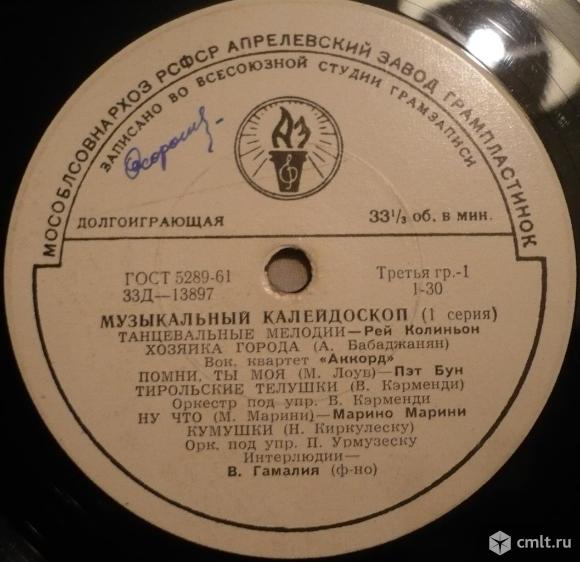 МОСОБЛСОВНАРХОЗ РСФСР АПРЕЛЕВСКИЙ ЗАВОД ГРАМПЛАСТИНОК
ЗАПИСАНО ВО ВСЕСОЮЗНОЙ СТУДИИ ГРАМЗАПИСИ
АЗ
ДОЛГОИГРАЮЩАЯ 33 1/3 об. в мин.
ГОСТ 5289-61 Третья гр.-1
33Д—13897 1-30
МУЗЫКАЛЬНЫЙ КАЛЕЙДОСКОП (1 серия)
ТАНЦЕВАЛЬНЫЕ МЕЛОДИИ—Рей Колиньон
ХОЗЯЙКА ГОРОДА (А. Бабаджанян)
Вок. квартет «Аккорд»
ПОМНИ, ТЫ МОЯ (М. Лоув)—Пэт Бун
ТИРОЛЬСКИЕ ТЕЛУШКИ (В. Кэрменди)
Оркестр под упр. В. Кэрменди
НУ ЧТО (М. Марини)—Марино Марини
КУМУШКИ (Н. Киркулеску)
Орк. под упр. П. Урмузеску
Интерлюдии—
В. Гамалия (ф-но)
cmlt.ru